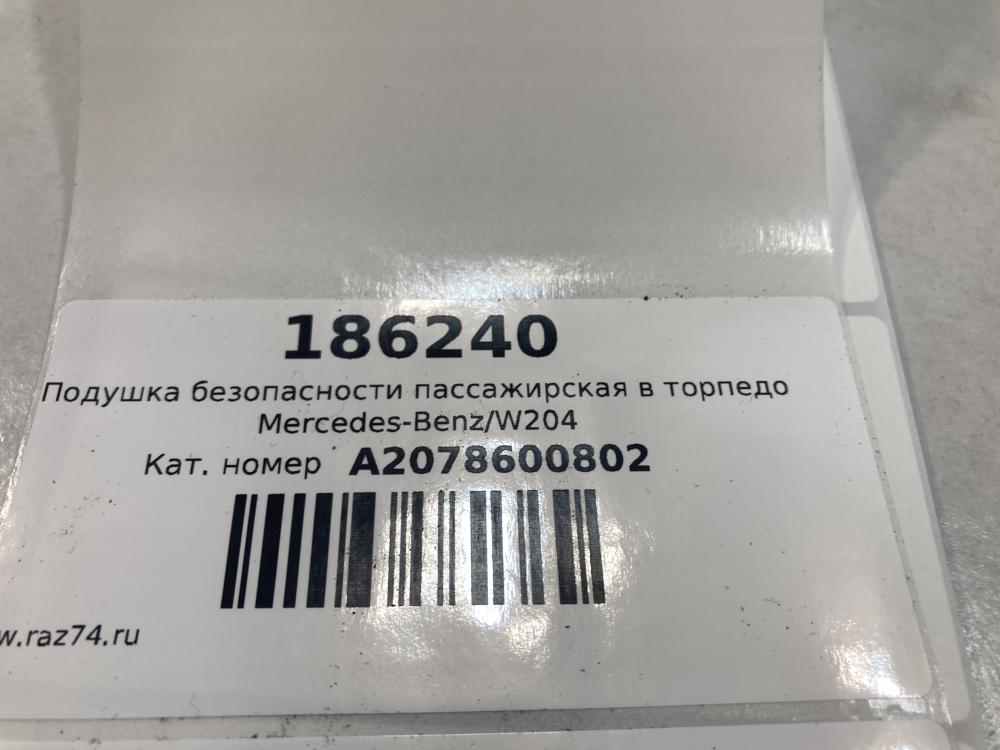 186240
Подушка безопасности пассажирская в торпедо
Mercedes-Benz/W204
Кат. номер A2078600802
w.raz74.ru